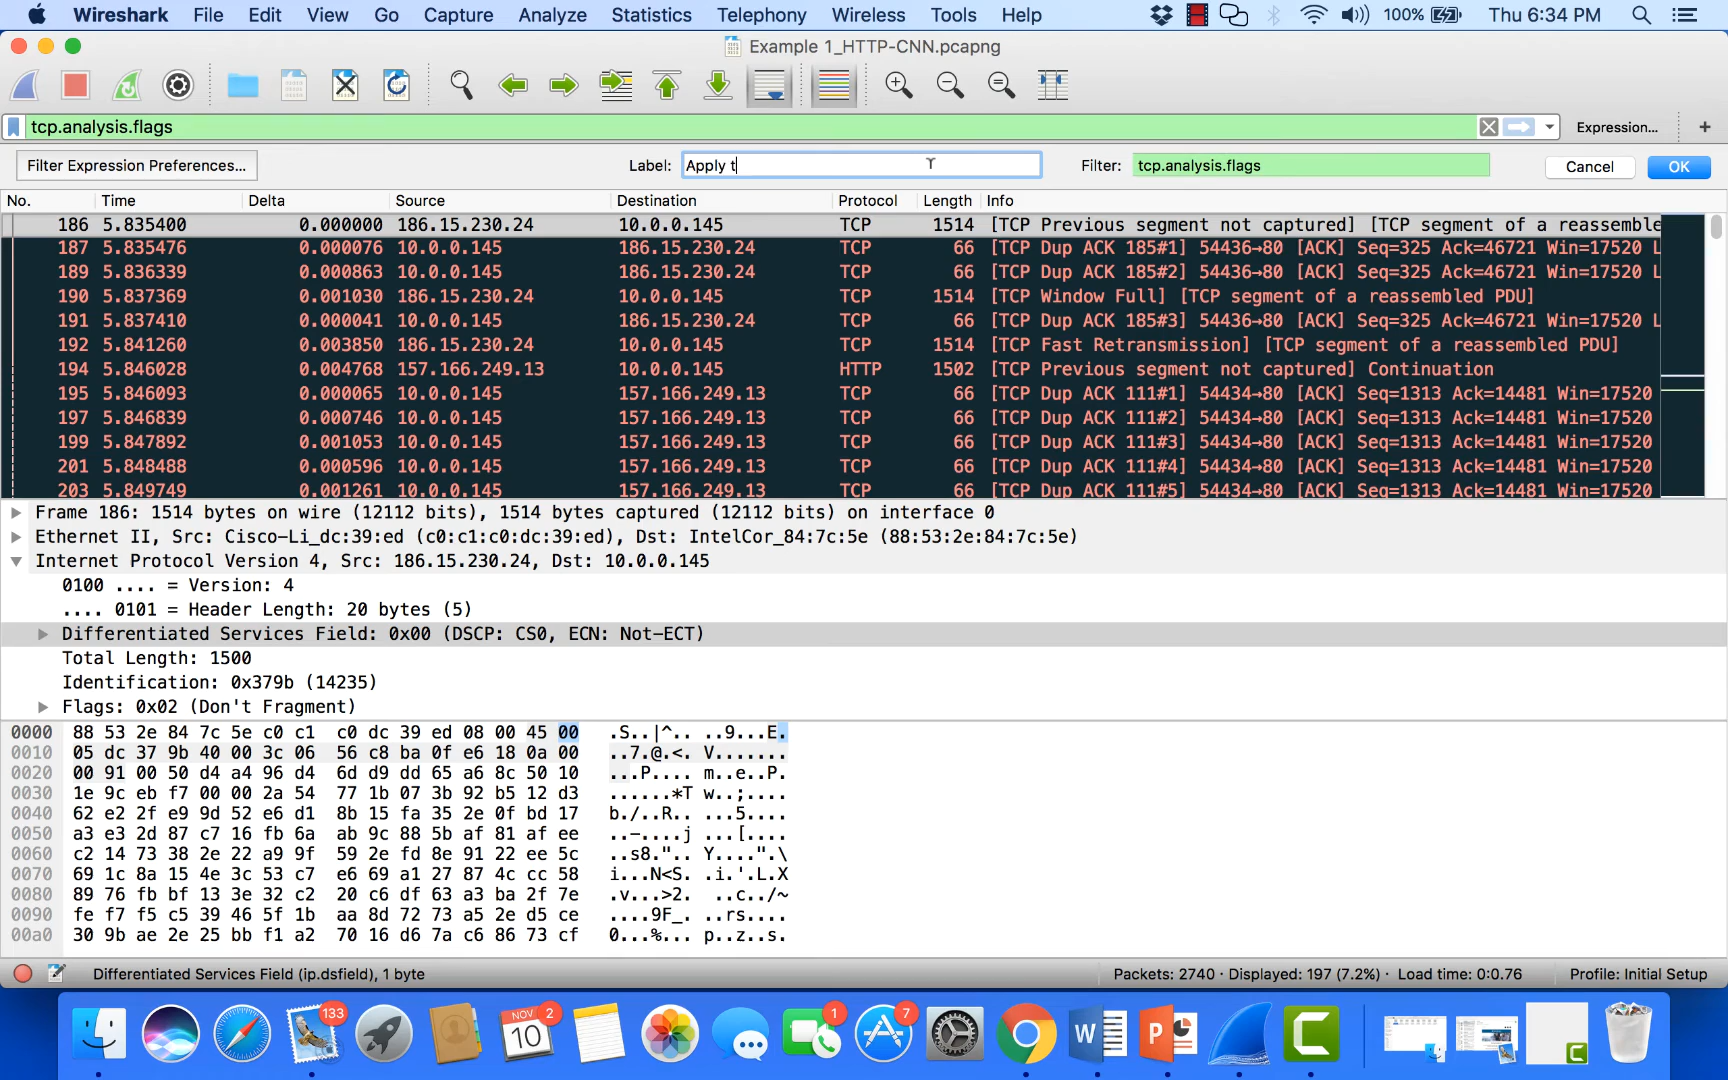 Wireshark File Edit View Go Capture Analyze Statistics Telephony Wireless Tools Help 100% Thu 6:34 PM
Example 1_HTTP-CNN.pcapng
tcp.analysis.flags Expression... +
Filter Expression Preferences... Label: Apply t Filter: tcp.analysis.flags Cancel OK
No. Time Delta Source Destination Protocol Length Info
186 5.835400 0.000000 186.15.230.24 10.0.0.145 TCP 1514 [TCP Previous segment not captured] [TCP segment of a reassemble
187 5.835476 0.000076 10.0.0.145 186.15.230.24 TCP 66 [TCP Dup ACK 185#1] 54436→80 [ACK] Seq=325 Ack=46721 Win=17520 L
189 5.836339 0.000863 10.0.0.145 186.15.230.24 TCP 66 [TCP Dup ACK 185#2] 54436→80 [ACK] Seq=325 Ack=46721 Win=17520 L
190 5.837369 0.001030 186.15.230.24 10.0.0.145 TCP 1514 [TCP Window Full] [TCP segment of a reassembled PDU]
191 5.837410 0.000041 10.0.0.145 186.15.230.24 TCP 66 [TCP Dup ACK 185#3] 54436→80 [ACK] Seq=325 Ack=46721 Win=17520 L
192 5.841260 0.003850 186.15.230.24 10.0.0.145 TCP 1514 [TCP Fast Retransmission] [TCP segment of a reassembled PDU]
194 5.846028 0.004768 157.166.249.13 10.0.0.145 HTTP 1502 [TCP Previous segment not captured] Continuation
195 5.846093 0.000065 10.0.0.145 157.166.249.13 TCP 66 [TCP Dup ACK 111#1] 54434→80 [ACK] Seq=1313 Ack=14481 Win=17520
197 5.846839 0.000746 10.0.0.145 157.166.249.13 TCP 66 [TCP Dup ACK 111#2] 54434→80 [ACK] Seq=1313 Ack=14481 Win=17520
199 5.847892 0.001053 10.0.0.145 157.166.249.13 TCP 66 [TCP Dup ACK 111#3] 54434→80 [ACK] Seq=1313 Ack=14481 Win=17520
201 5.848488 0.000596 10.0.0.145 157.166.249.13 TCP 66 [TCP Dup ACK 111#4] 54434→80 [ACK] Seq=1313 Ack=14481 Win=17520
203 5.849749 0.001261 10.0.0.145 157.166.249.13 TCP 66 [TCP Dup ACK 111#5] 54434→80 [ACK] Seq=1313 Ack=14481 Win=17520
Frame 186: 1514 bytes on wire (12112 bits), 1514 bytes captured (12112 bits) on interface 0
Ethernet II, Src: Cisco-Li_dc:39:ed (c0:c1:c0:dc:39:ed), Dst: IntelCor_84:7c:5e (88:53:2e:84:7c:5e)
Internet Protocol Version 4, Src: 186.15.230.24, Dst: 10.0.0.145
0100 .... = Version: 4
.... 0101 = Header Length: 20 bytes (5)
Differentiated Services Field: 0x00 (DSCP: CS0, ECN: Not-ECT)
Total Length: 1500
Identification: 0x379b (14235)
Flags: 0x02 (Don't Fragment)
0000 88 53 2e 84 7c 5e c0 c1 c0 dc 39 ed 08 00 45 00 .S..|^.. ..9...E.
0010 05 dc 37 9b 40 00 3c 06 56 c8 ba 0f e6 18 0a 00 ..7.@.<. V.......
0020 00 91 00 50 d4 a4 96 d4 6d d9 dd 65 a6 8c 50 10 ...P.... m..e..P.
0030 1e 9c eb f7 00 00 2a 54 77 1b 07 3b 92 b5 12 d3 ......*T w..;....
0040 62 e2 2f e9 9d 52 e6 d1 8b 15 fa 35 2e 0f bd 17 b./..R.. ...5....
0050 a3 e3 2d 87 c7 16 fb 6a ab 9c 88 5b af 81 af ee ..-....j ...[....
0060 c2 14 73 38 2e 22 a9 9f 59 2e fd 8e 91 22 ee 5c ..s8.".. Y....".\
0070 69 1c 8a 15 4e 3c 53 c7 e6 69 a1 27 87 4c cc 58 i...N<S. .i.'.L.X
0080 89 76 fb bf 13 3e 32 c2 20 c6 df 63 a3 ba 2f 7e .v...>2. ..c../~
0090 fe f7 f5 c5 39 46 5f 1b aa 8d 72 73 a5 2e d5 ce ....9F_. ..rs....
00a0 30 9b ae 2e 25 bb f1 a2 70 16 d6 7a c6 86 73 cf 0...%... p..z..s.
Differentiated Services Field (ip.dsfield), 1 byte Packets: 2740 · Displayed: 197 (7.2%) · Load time: 0:0.76 Profile: Initial Setup
133 NOV 2 10 1 7 W P C